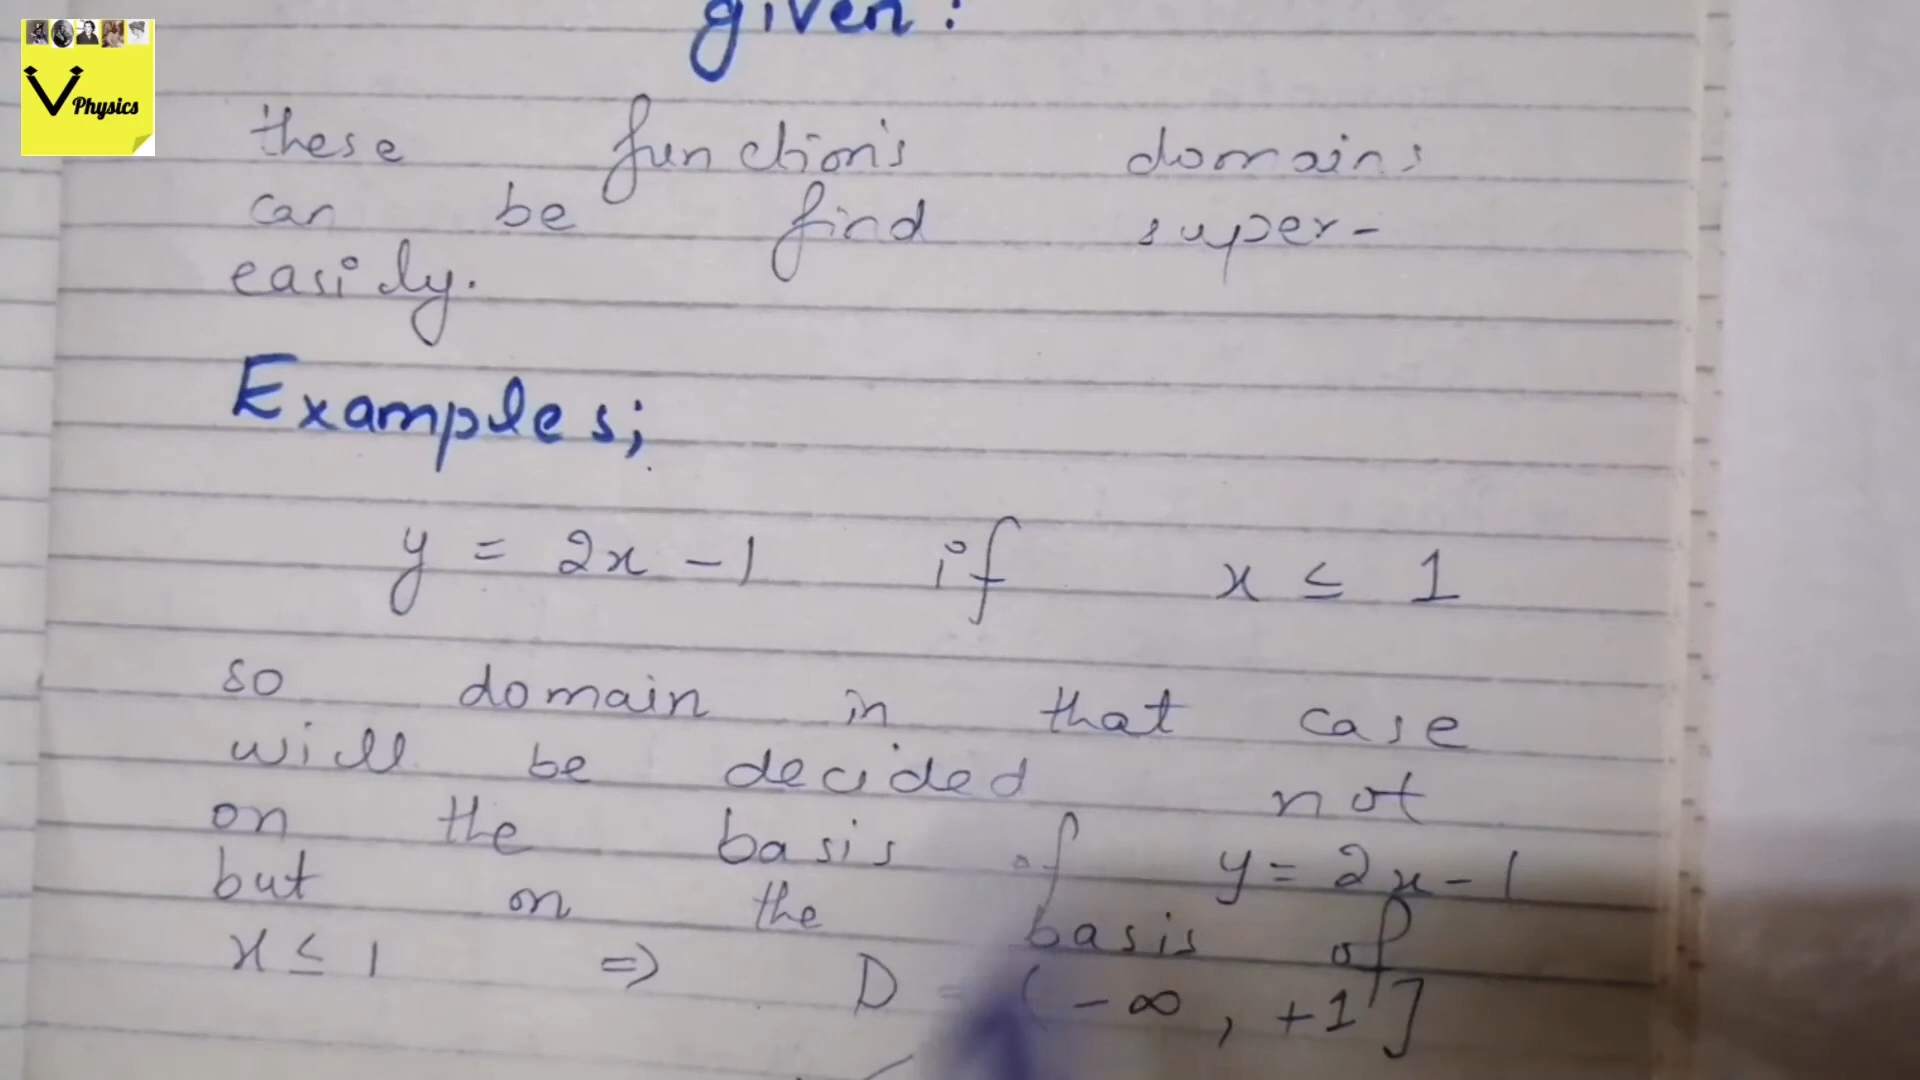 V Physics
given:
these function's domains
can be find super-
easily.
Examples;
y = 2x - 1 if x ≤ 1
so domain in that case
will be decided not
on the basis of y = 2x - 1
but on the basis of
x ≤ 1 ⇒ D = (-∞, +1]